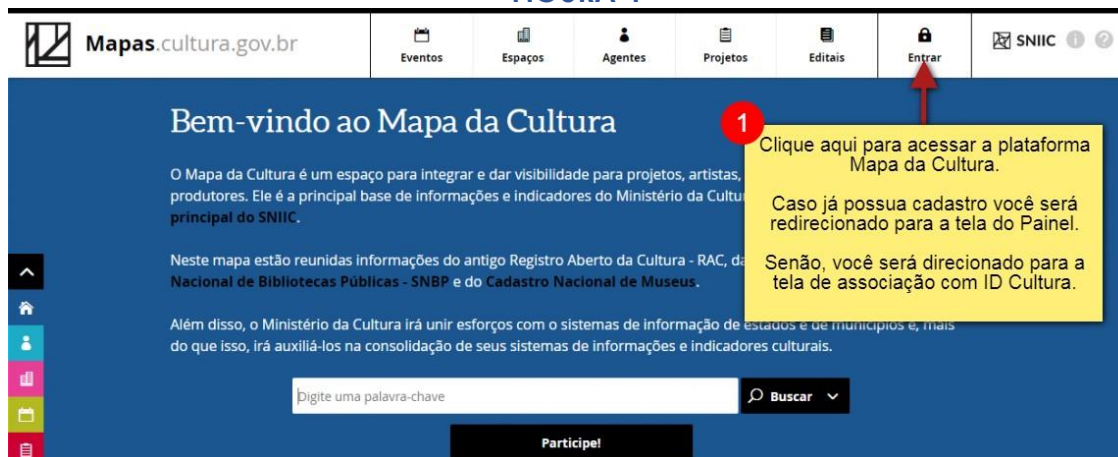 Mapas.cultura.gov.br
Eventos
Espaços
Agentes
Projetos
Editais
Entrar
SNIIC
Bem-vindo ao Mapa da Cultura
1
Clique aqui para acessar a plataforma
Mapa da Cultura.
Caso já possua cadastro você será
redirecionado para a tela do Painel.
Senão, você será direcionado para a
tela de associação com ID Cultura.
O Mapa da Cultura é um espaço para integrar e dar visibilidade para projetos, artistas,
produtores. Ele é a principal base de informações e indicadores do Ministério da
principal do SNIIC.
Neste mapa estão reunidas informações do antigo Registro Aberto da Cultura - RAC,
Nacional de Bibliotecas Públicas - SNBP e do Cadastro Nacional de Museus.
Além disso, o Ministério da Cultura irá unir esforços com o sistemas de informação de estados e de municípios e, mais
do que isso, irá auxiliá-los na consolidação de seus sistemas de informações e indicadores culturais.
Digite uma palavra-chave
Buscar
Participe!